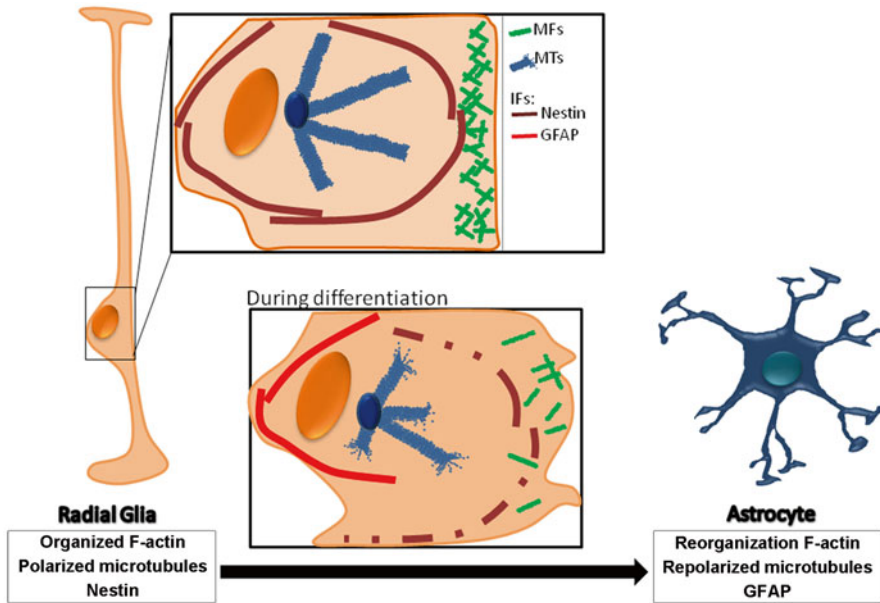 MFs
MTs
IFs:
Nestin
GFAP
During differentiation
Radial Glia
Organized F-actin
Polarized microtubules
Nestin
Astrocyte
Reorganization F-actin
Repolarized microtubules
GFAP